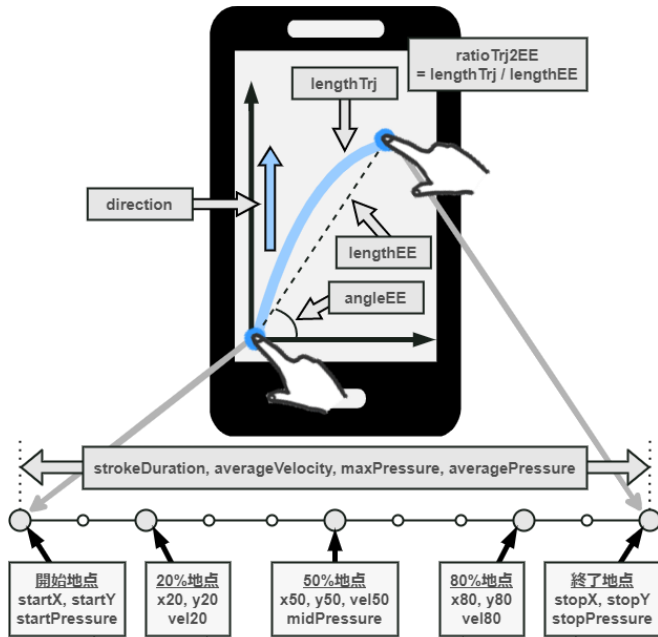 ratioTrj2EE
= lengthTrj / lengthEE
lengthTrj
direction
lengthEE
angleEE
strokeDuration, averageVelocity, maxPressure, averagePressure
開始地点
startX, startY
startPressure
20%地点
x20, y20
vel20
50%地点
x50, y50, vel50
midPressure
80%地点
x80, y80
vel80
終了地点
stopX, stopY
stopPressure